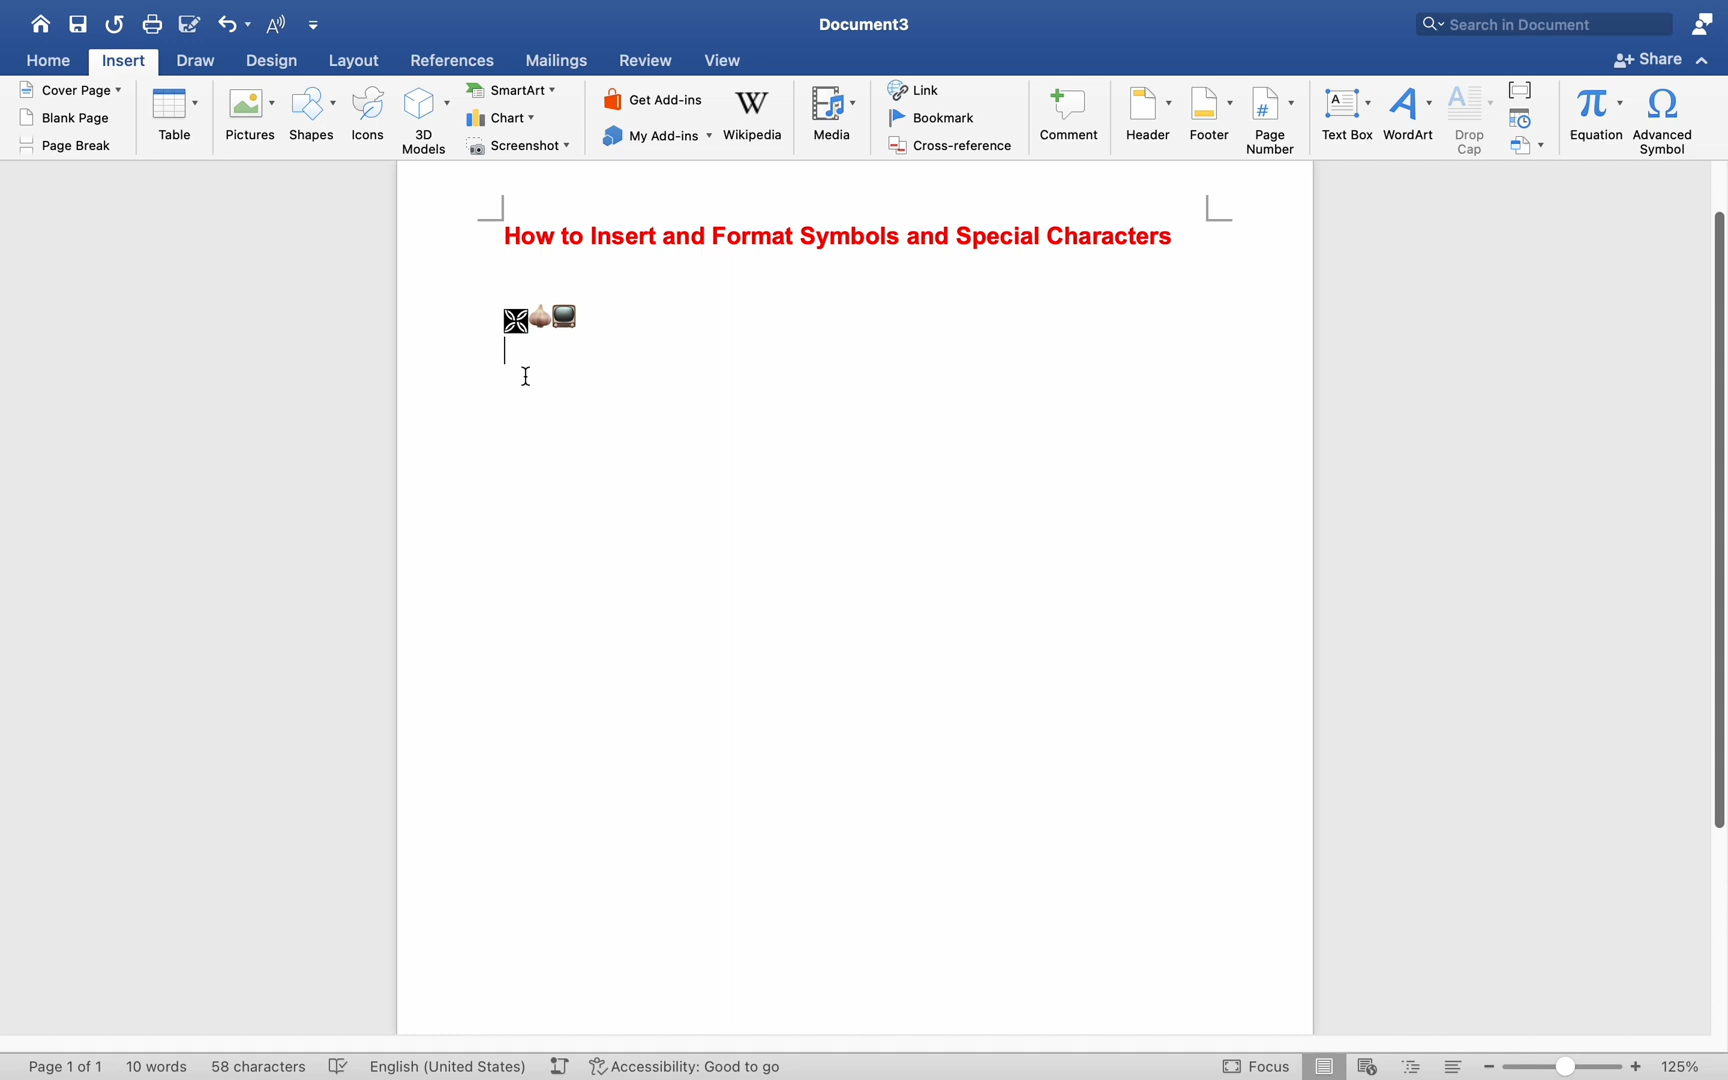 Document3
Search in Document
Home Insert Draw Design Layout References Mailings Review View
Share
Cover Page
Blank Page
Page Break
Table
Pictures
Shapes
Icons
3D
Models
SmartArt
Chart
Screenshot
Get Add-ins
My Add-ins
Wikipedia
Media
Link
Bookmark
Cross-reference
Comment
Header
Footer
Page
Number
Text Box
WordArt
Drop
Cap
Equation
Advanced
Symbol
How to Insert and Format Symbols and Special Characters
Page 1 of 1 10 words 58 characters English (United States) Accessibility: Good to go Focus 125%